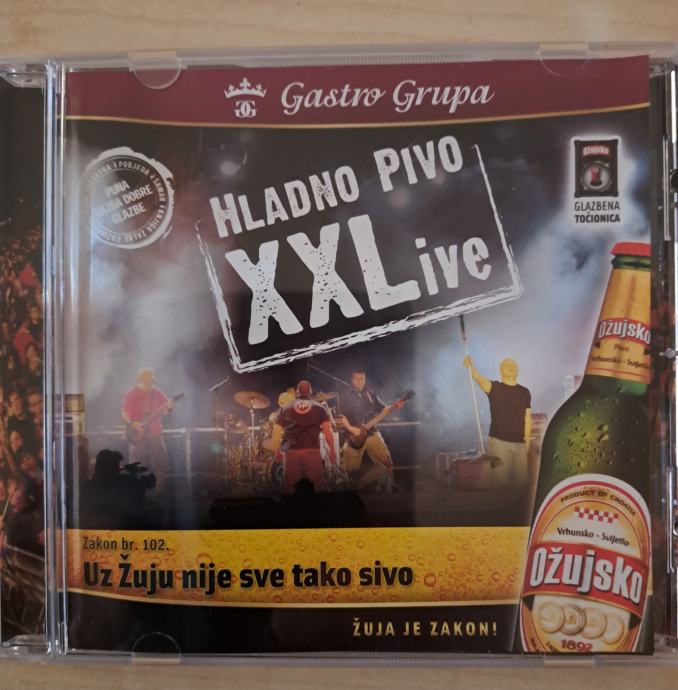 Gastro Grupa
HLADNO PIVO
XXLive
PUNA
GAJBA DOBRE
GLAZBE
Ožujsko
GLAZBENA
TOČIONICA
Ožujsko
Pivo
Vrhunsko - Svijetlo
PRODUCT OF CROATIA
Vrhunsko - Svijetlo
Ožujsko
1892
Zakon br. 102.
Uz Žuju nije sve tako sivo
ŽUJA JE ZAKON!